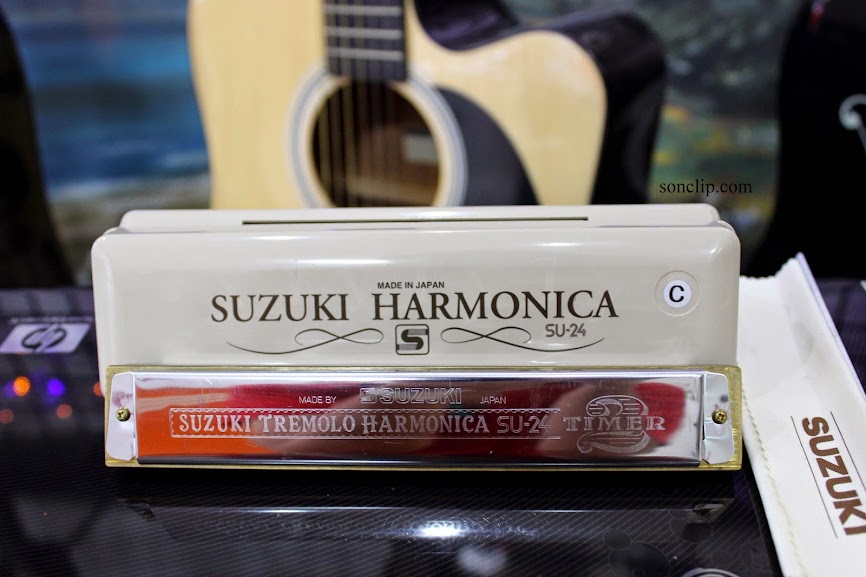 sonclip.com
MADE IN JAPAN
SUZUKI HARMONICA
C
S SU-24
MADE BY SUZUKI JAPAN
SUZUKI TREMOLO HARMONICA SU-24 2 TIMER
SUZUKI
hp